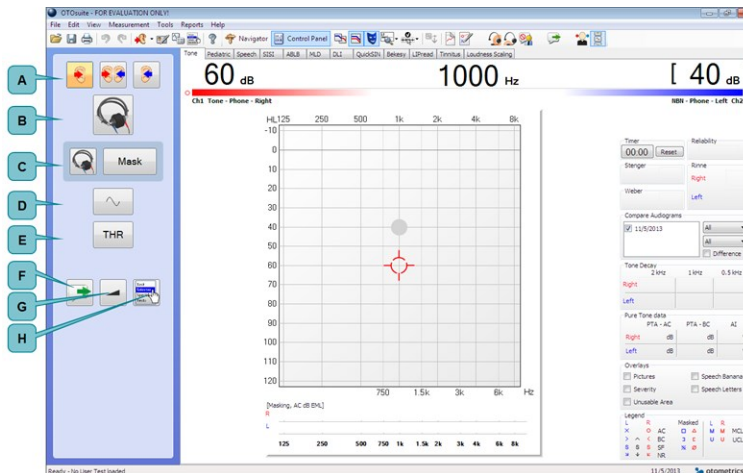 OTOsuite - FOR EVALUATION ONLY!
File Edit View Measurement Tools Reports Help
Navigator Control Panel
Tone Pediatric Speech SISI ABLB MLD DLI QuickSIN Bekesy LIPread Tinnitus Loudness Scaling
60 dB 1000 Hz [ 40 dB
Ch1 Tone - Phone - Right NBN - Phone - Left Ch2
A
B
C
Mask
D
E
THR
F
G
H
HL 125 250 500 1k 2k 4k 8k
-10
0
10
20
30
40
50
60
70
80
90
100
110
120
750 1.5k 3k 6k Hz
[Masking, AC dB EML]
R
L
125 250 500 750 1k 1.5k 2k 3k 4k 6k 8k
Timer Reliability
00:00 Reset
Stenger Rinne
Right
Weber
Left
Compare Audiograms
11/5/2013 All
All
Difference
Tone Decay
2 kHz 1 kHz 0.5 kHz
Right
Left
Pure Tone data
PTA - AC PTA - BC AI
Right dB dB
Left dB dB
Overlays
Pictures Speech Banana
Severity Speech Letters
Unusable Area
Legend
L R Masked L R
AC M M MCL
BC U U UCL
SF
NR
Ready - No User Test loaded 11/5/2013 otometrics